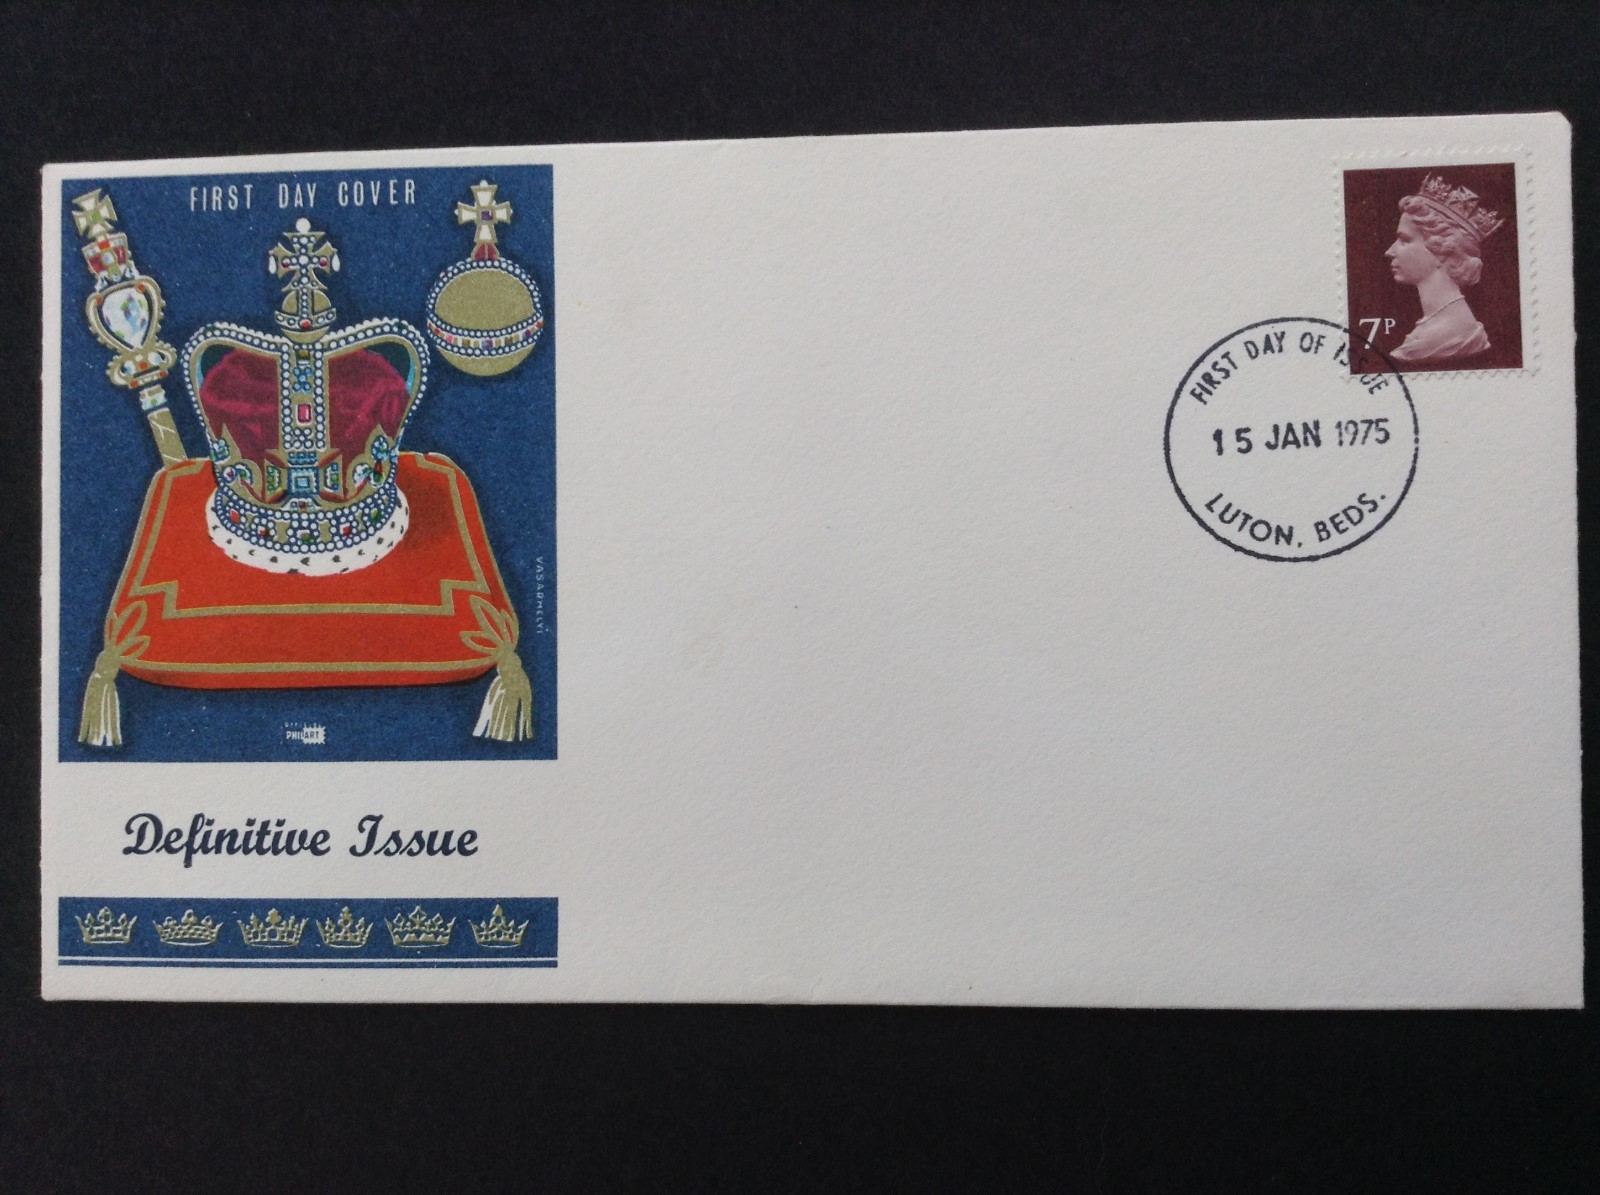 FIRST DAY COVER
VASARHELYI
PHILART
Definitive Issue
7P
FIRST DAY OF ISSUE
15 JAN 1975
LUTON, BEDS.